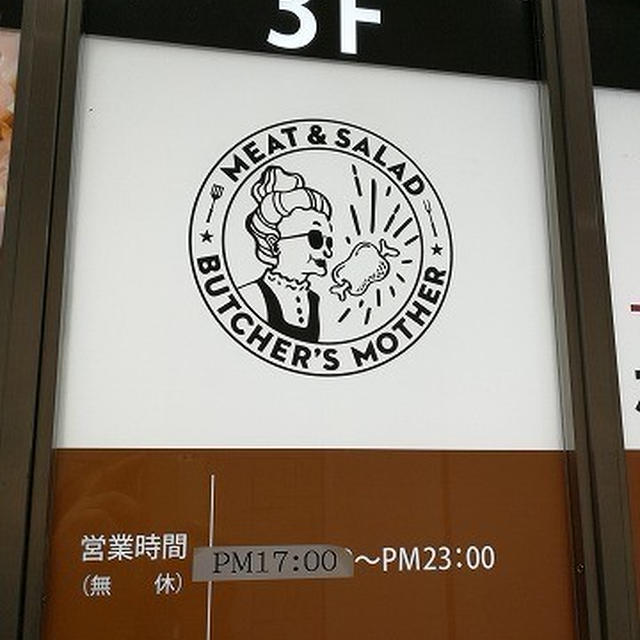 3F
MEAT & SALAD
BUTCHER'S MOTHER
営業時間 PM17:00 〜PM23:00
（無 休）